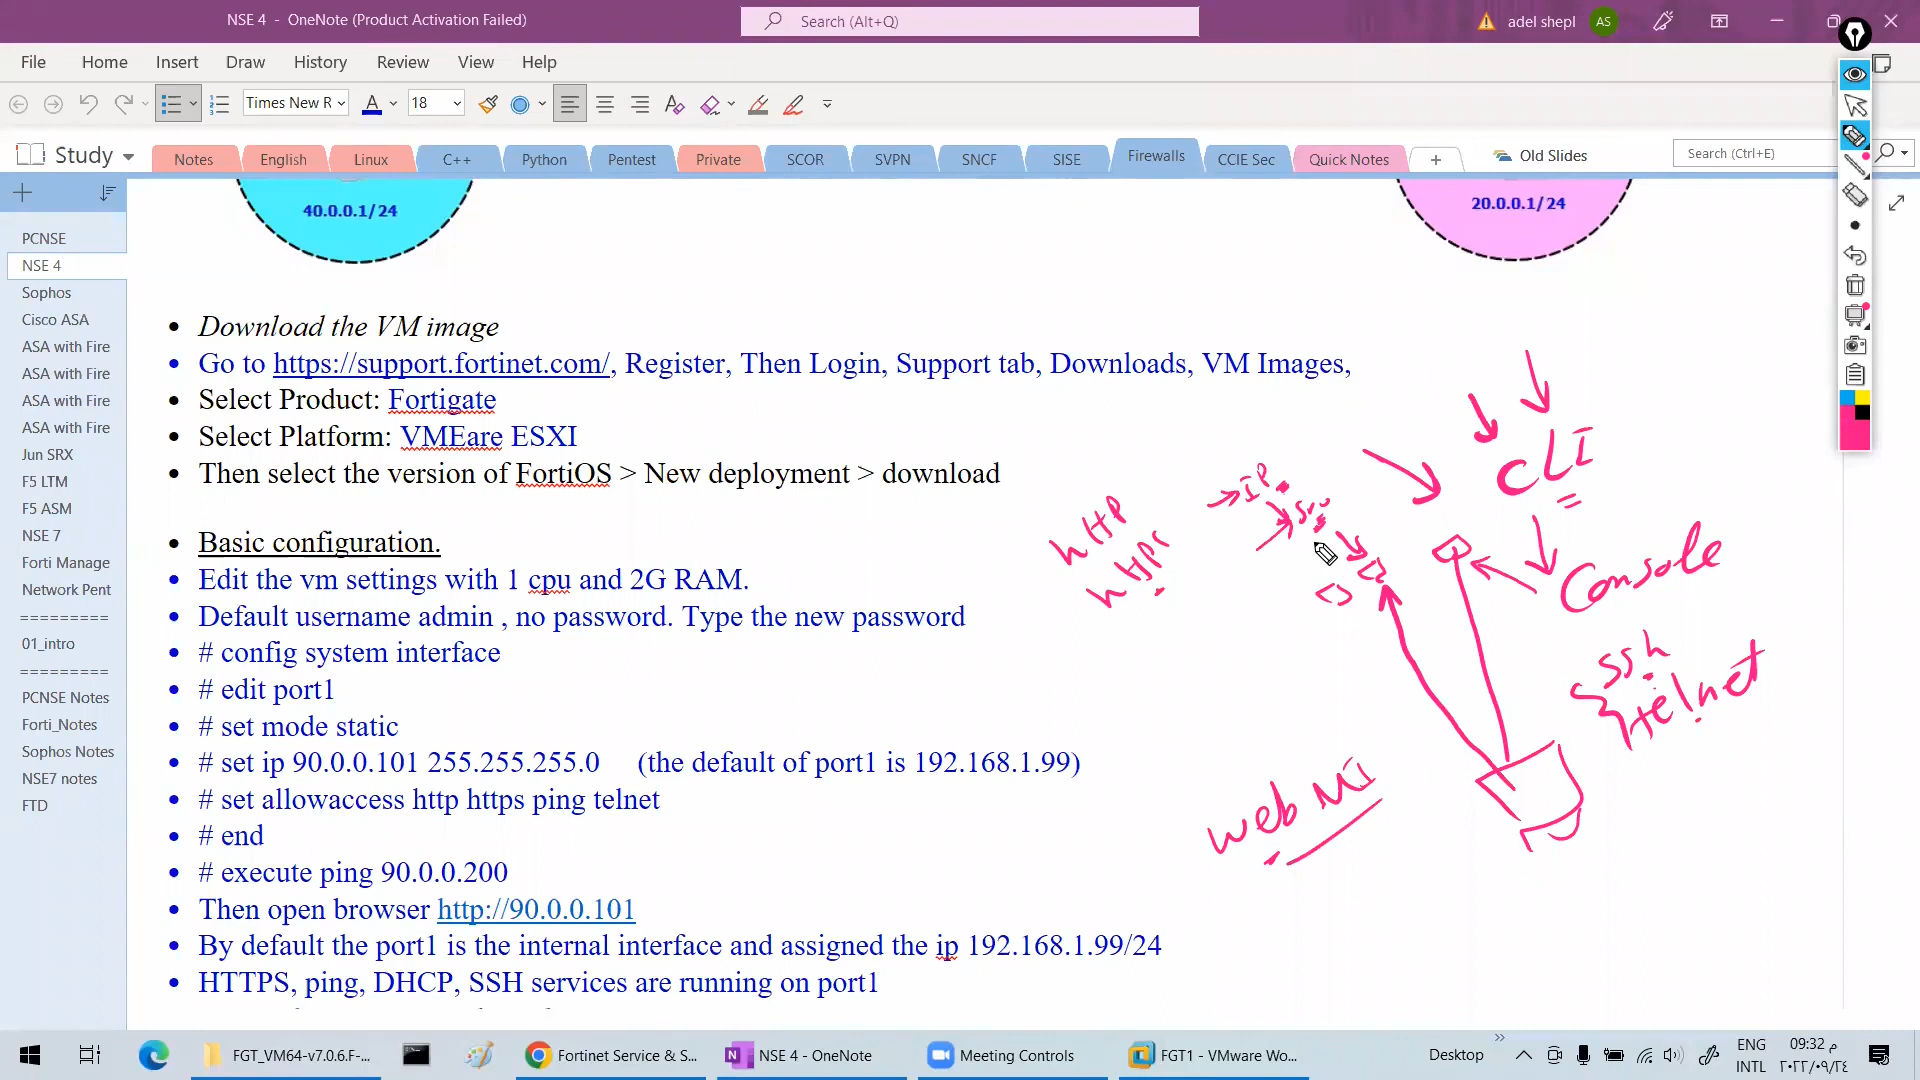 NSE 4 - OneNote (Product Activation Failed)
Search (Alt+Q)
adel shepl
AS
File Home Insert Draw History Review View Help
Times New R
18
Study
Notes English Linux C++ Python Pentest Private SCOR SVPN SNCF SISE Firewalls CCIE Sec Quick Notes + Old Slides
Search (Ctrl+E)
PCNSE
NSE 4
Sophos
Cisco ASA
ASA with Fire
ASA with Fire
ASA with Fire
ASA with Fire
Jun SRX
F5 LTM
F5 ASM
NSE 7
Forti Manage
Network Pent
=========
01_intro
=========
PCNSE Notes
Forti_Notes
Sophos Notes
NSE7 notes
FTD
40.0.0.1/24
20.0.0.1/24
• Download the VM image
• Go to https://support.fortinet.com/, Register, Then Login, Support tab, Downloads, VM Images,
• Select Product: Fortigate
• Select Platform: VMEare ESXI
• Then select the version of FortiOS > New deployment > download
• Basic configuration.
• Edit the vm settings with 1 cpu and 2G RAM.
• Default username admin , no password. Type the new password
• # config system interface
• # edit port1
• # set mode static
• # set ip 90.0.0.101 255.255.255.0 (the default of port1 is 192.168.1.99)
• # set allowaccess http https ping telnet
• # end
• # execute ping 90.0.0.200
• Then open browser http://90.0.0.101
• By default the port1 is the internal interface and assigned the ip 192.168.1.99/24
• HTTPS, ping, DHCP, SSH services are running on port1
CLI
IP
Console
ssh
telnet
web
FGT_VM64-v7.0.6.F-...
Fortinet Service & S...
NSE 4 - OneNote
Meeting Controls
FGT1 - VMware Wo...
Desktop
ENG
INTL
09:32 م
٢٠٢٢/٠٩/٢٤